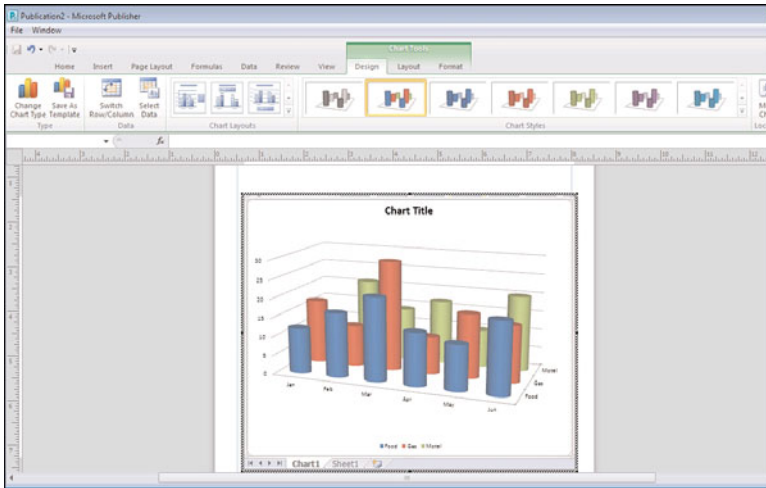 Publication2 - Microsoft Publisher
File Window
Chart Tools
Home Insert Page Layout Formulas Data Review View Design Layout Format
Change Chart Type
Save As Template
Switch Row/Column
Select Data
Type Data Chart Layouts Chart Styles
fx
Chart Title
30
25
20
15
10
5
0
Jan Feb Mar Apr May Jun
Motel
Gas
Food
Food Gas Motel
Chart1 Sheet1